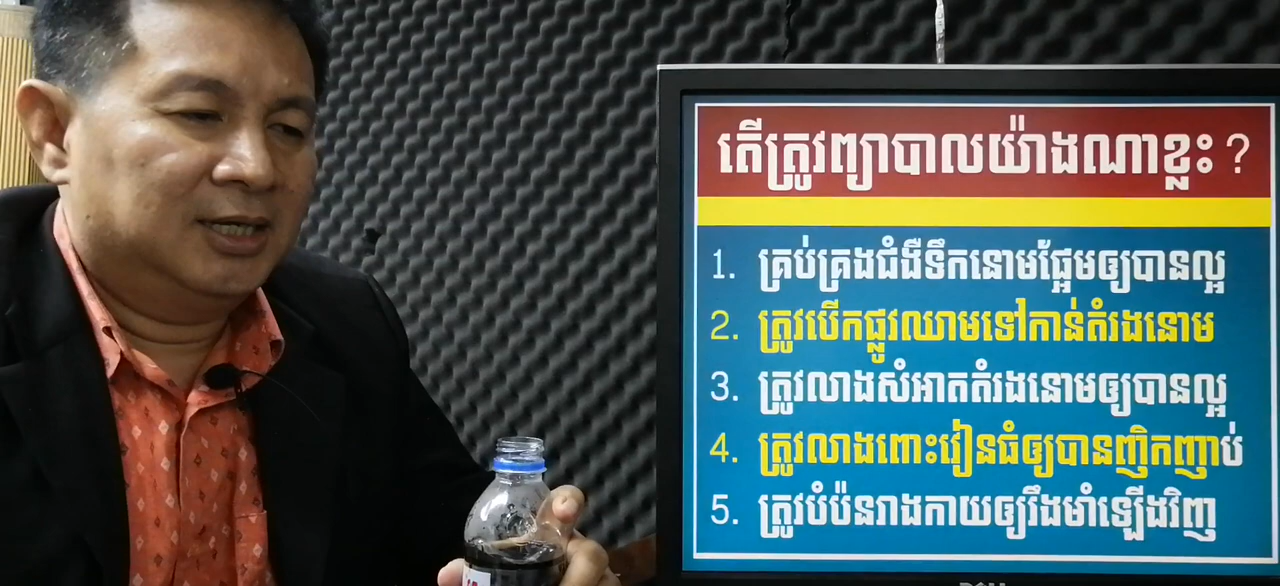 តើត្រូវព្យាបាលយ៉ាងណាខ្លះ ?
1. គ្រប់គ្រងជំងឺទឹកនោមផ្អែមឲ្យបានល្អ
2. ត្រូវបើកផ្លូវឈាមទៅកាន់តំរងនោម
3. ត្រូវលាងសំអាតតំរងនោមឲ្យបានល្អ
4. ត្រូវលាងពោះវៀនធំឲ្យបានញឹកញាប់
5. ត្រូវបំប៉នរាងកាយឲ្យរឹងមាំឡើងវិញ